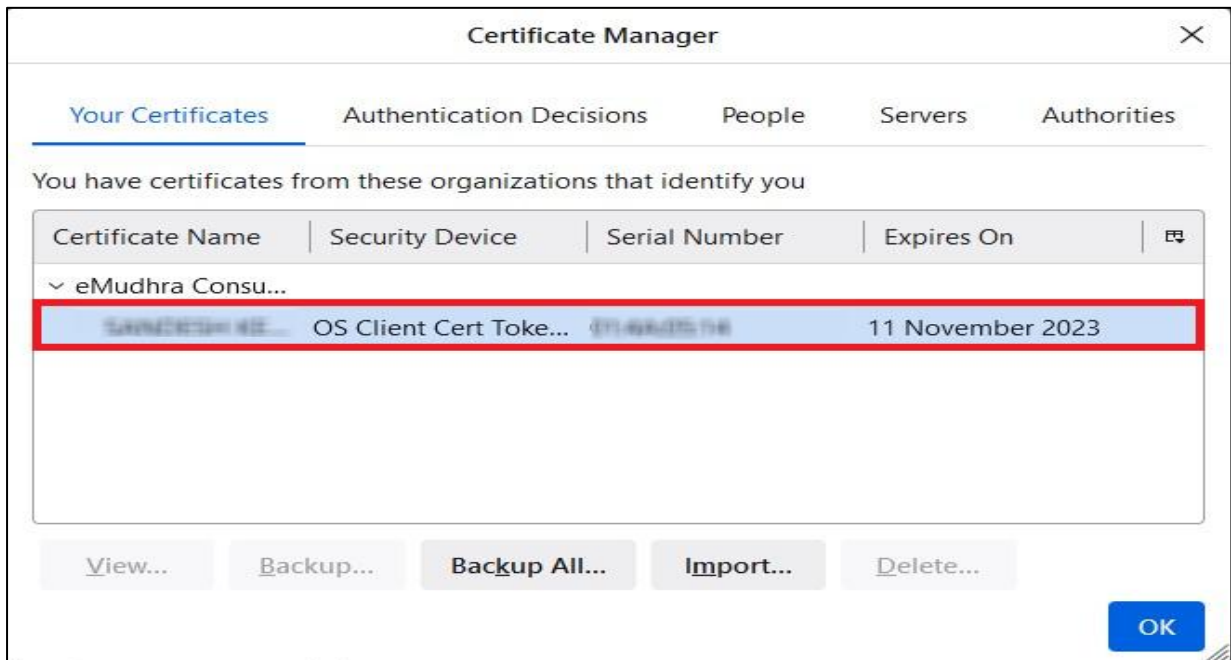 Certificate Manager
Your Certificates Authentication Decisions People Servers Authorities
You have certificates from these organizations that identify you
Certificate Name Security Device Serial Number Expires On
eMudhra Consu...
OS Client Cert Toke... 11 November 2023
View... Backup... Backup All... Import... Delete...
OK